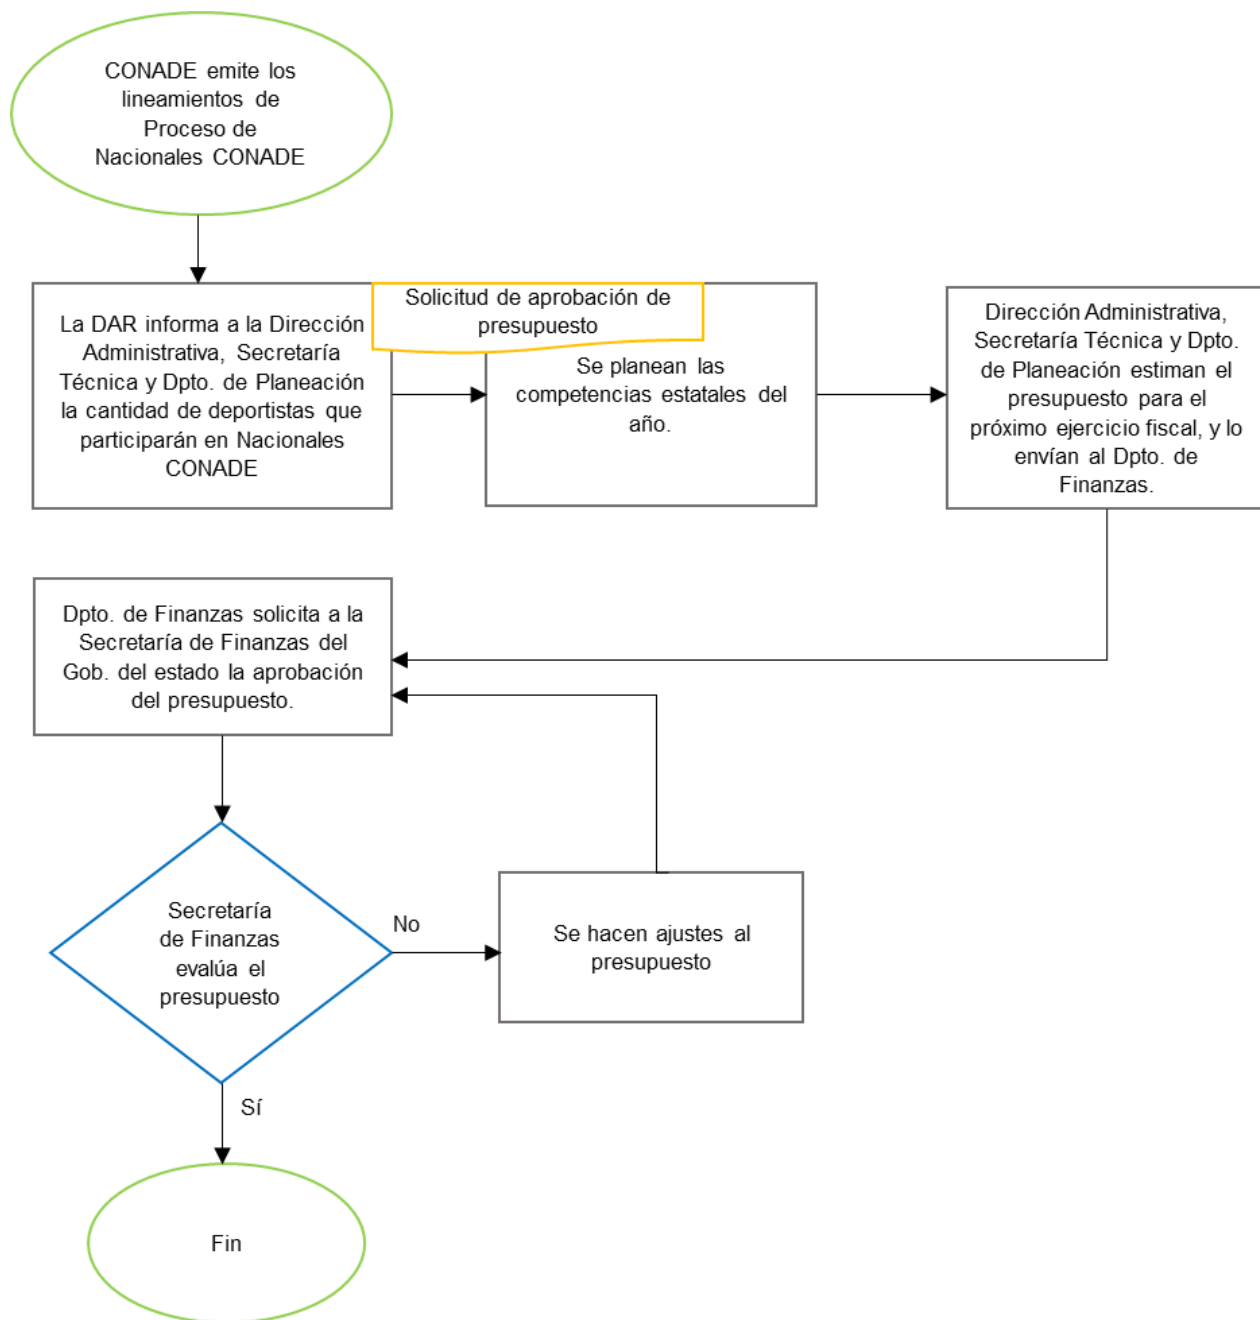 CONADE emite los
lineamientos de
Proceso de
Nacionales CONADE
La DAR informa a la Dirección
Administrativa, Secretaría
Técnica y Dpto. de Planeación
la cantidad de deportistas que
participarán en Nacionales
CONADE
Solicitud de aprobación de
presupuesto
Se planean las
competencias estatales del
año.
Dirección Administrativa,
Secretaría Técnica y Dpto.
de Planeación estiman el
presupuesto para el
próximo ejercicio fiscal, y lo
envían al Dpto. de
Finanzas.
Dpto. de Finanzas solicita a la
Secretaría de Finanzas del
Gob. del estado la aprobación
del presupuesto.
Secretaría
de Finanzas
evalúa el
presupuesto
No
Se hacen ajustes al
presupuesto
Sí
Fin